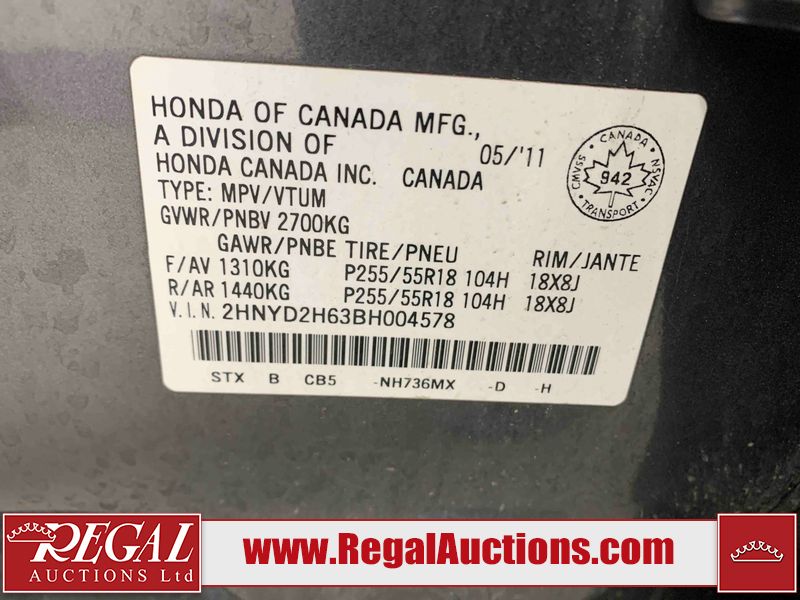 HONDA OF CANADA MFG.,
A DIVISION OF 05/'11
HONDA CANADA INC. CANADA
TYPE: MPV/VTUM
GVWR/PNBV 2700KG
GAWR/PNBE TIRE/PNEU RIM/JANTE
F/AV 1310KG P255/55R18 104H 18X8J
R/AR 1440KG P255/55R18 104H 18X8J
V.I.N. 2HNYD2H63BH004578
STX B CB5 -NH736MX -D -H
CANADA
CMVSS 942 NSVAC
TRANSPORT
REGAL
AUCTIONS Ltd
www.RegalAuctions.com